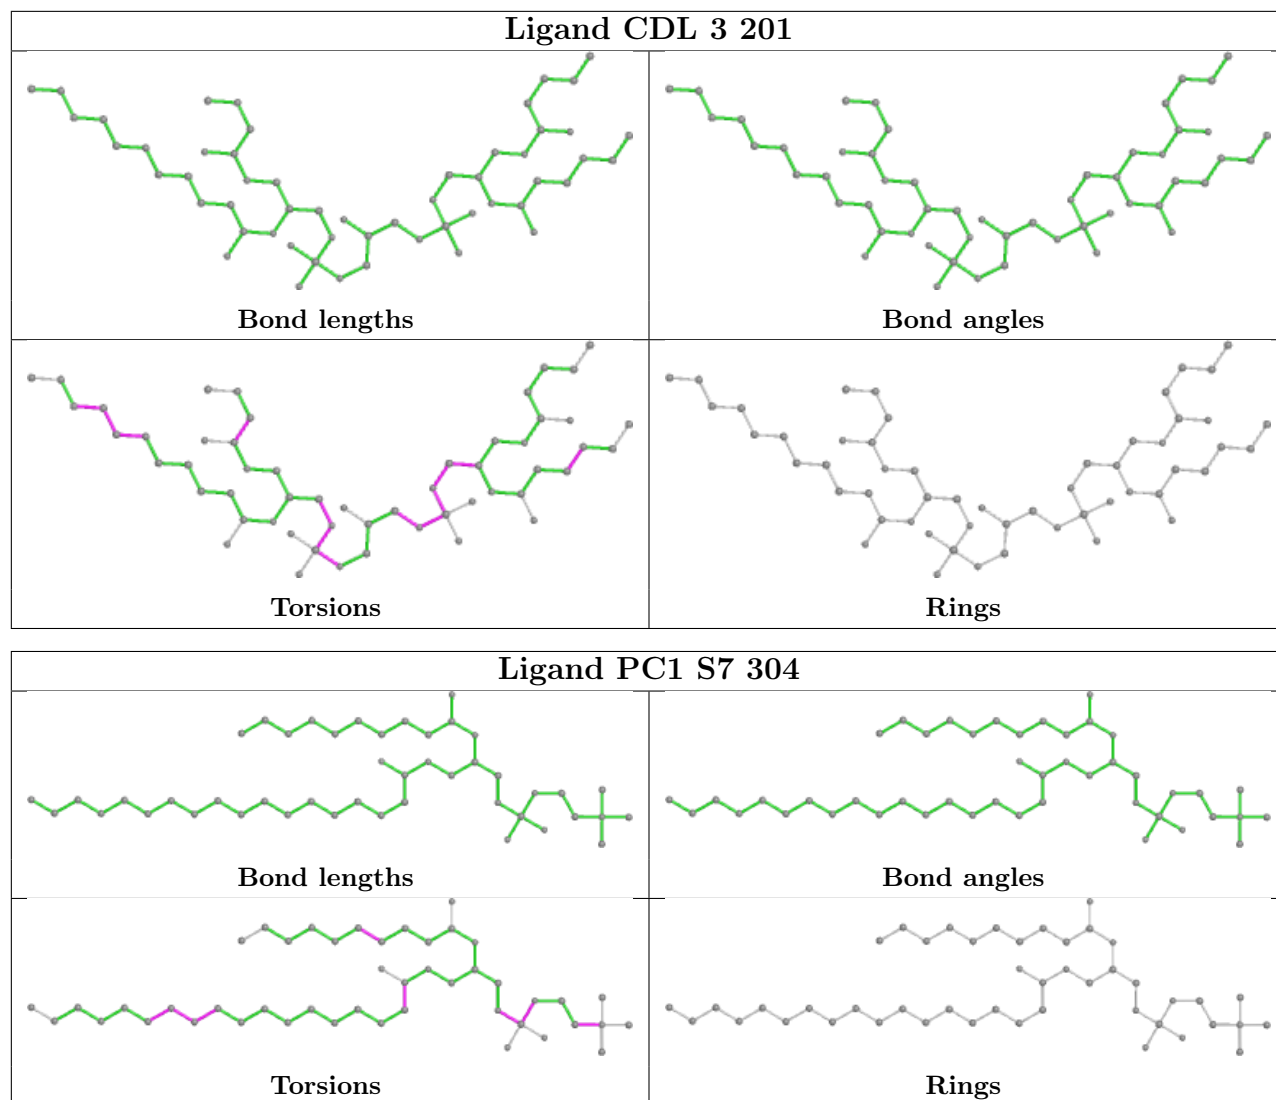 Ligand CDL 3 201
Bond lengths
Bond angles
Torsions
Rings
Ligand PC1 S7 304
Bond lengths
Bond angles
Torsions
Rings